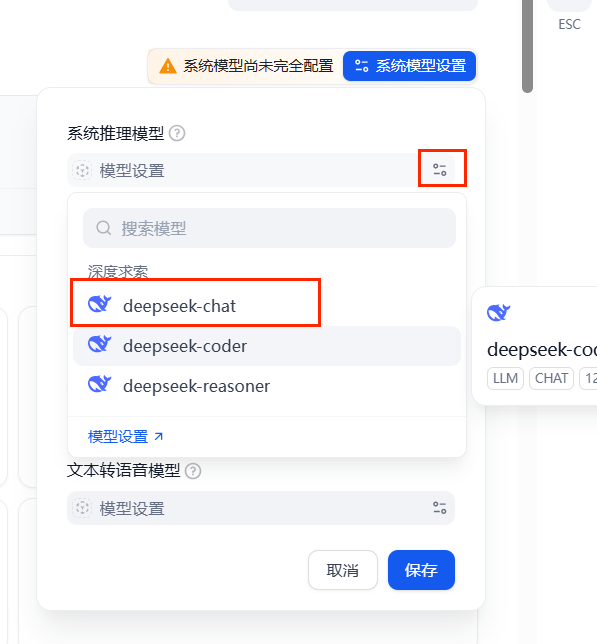 ESC
系统模型尚未完全配置 系统模型设置
系统推理模型
模型设置
搜索模型
深度求索
deepseek-chat
deepseek-coder
deepseek-reasoner
模型设置
文本转语音模型
模型设置
取消 保存
deepseek-coc
LLM CHAT 12